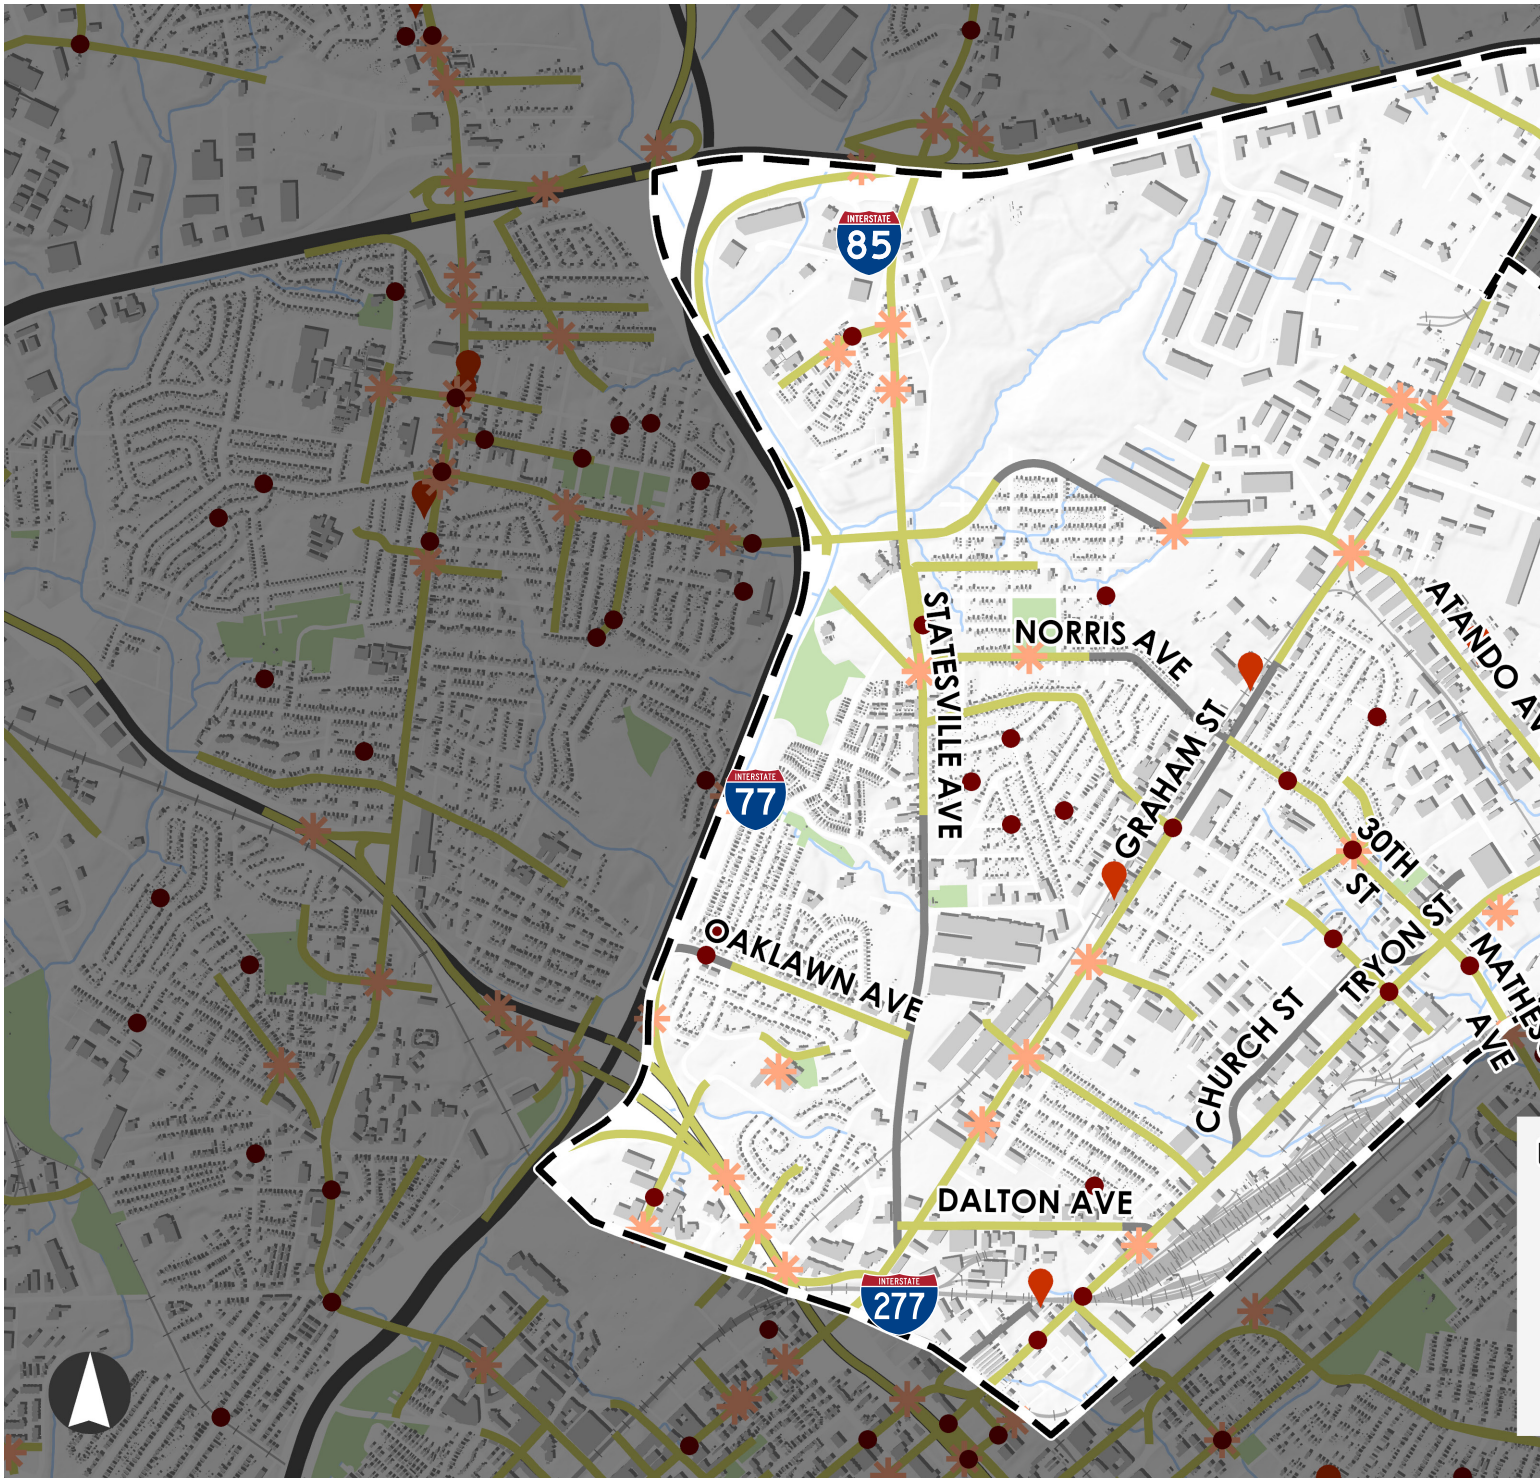 INTERSTATE
85
STATESVILLE AVE
NORRIS AVE
ATANDO AV
GRAHAM ST
INTERSTATE
77
30TH
ST
OAKLAWN AVE
TRYON ST
MATHES
AVE
CHURCH ST
DALTON AVE
INTERSTATE
277